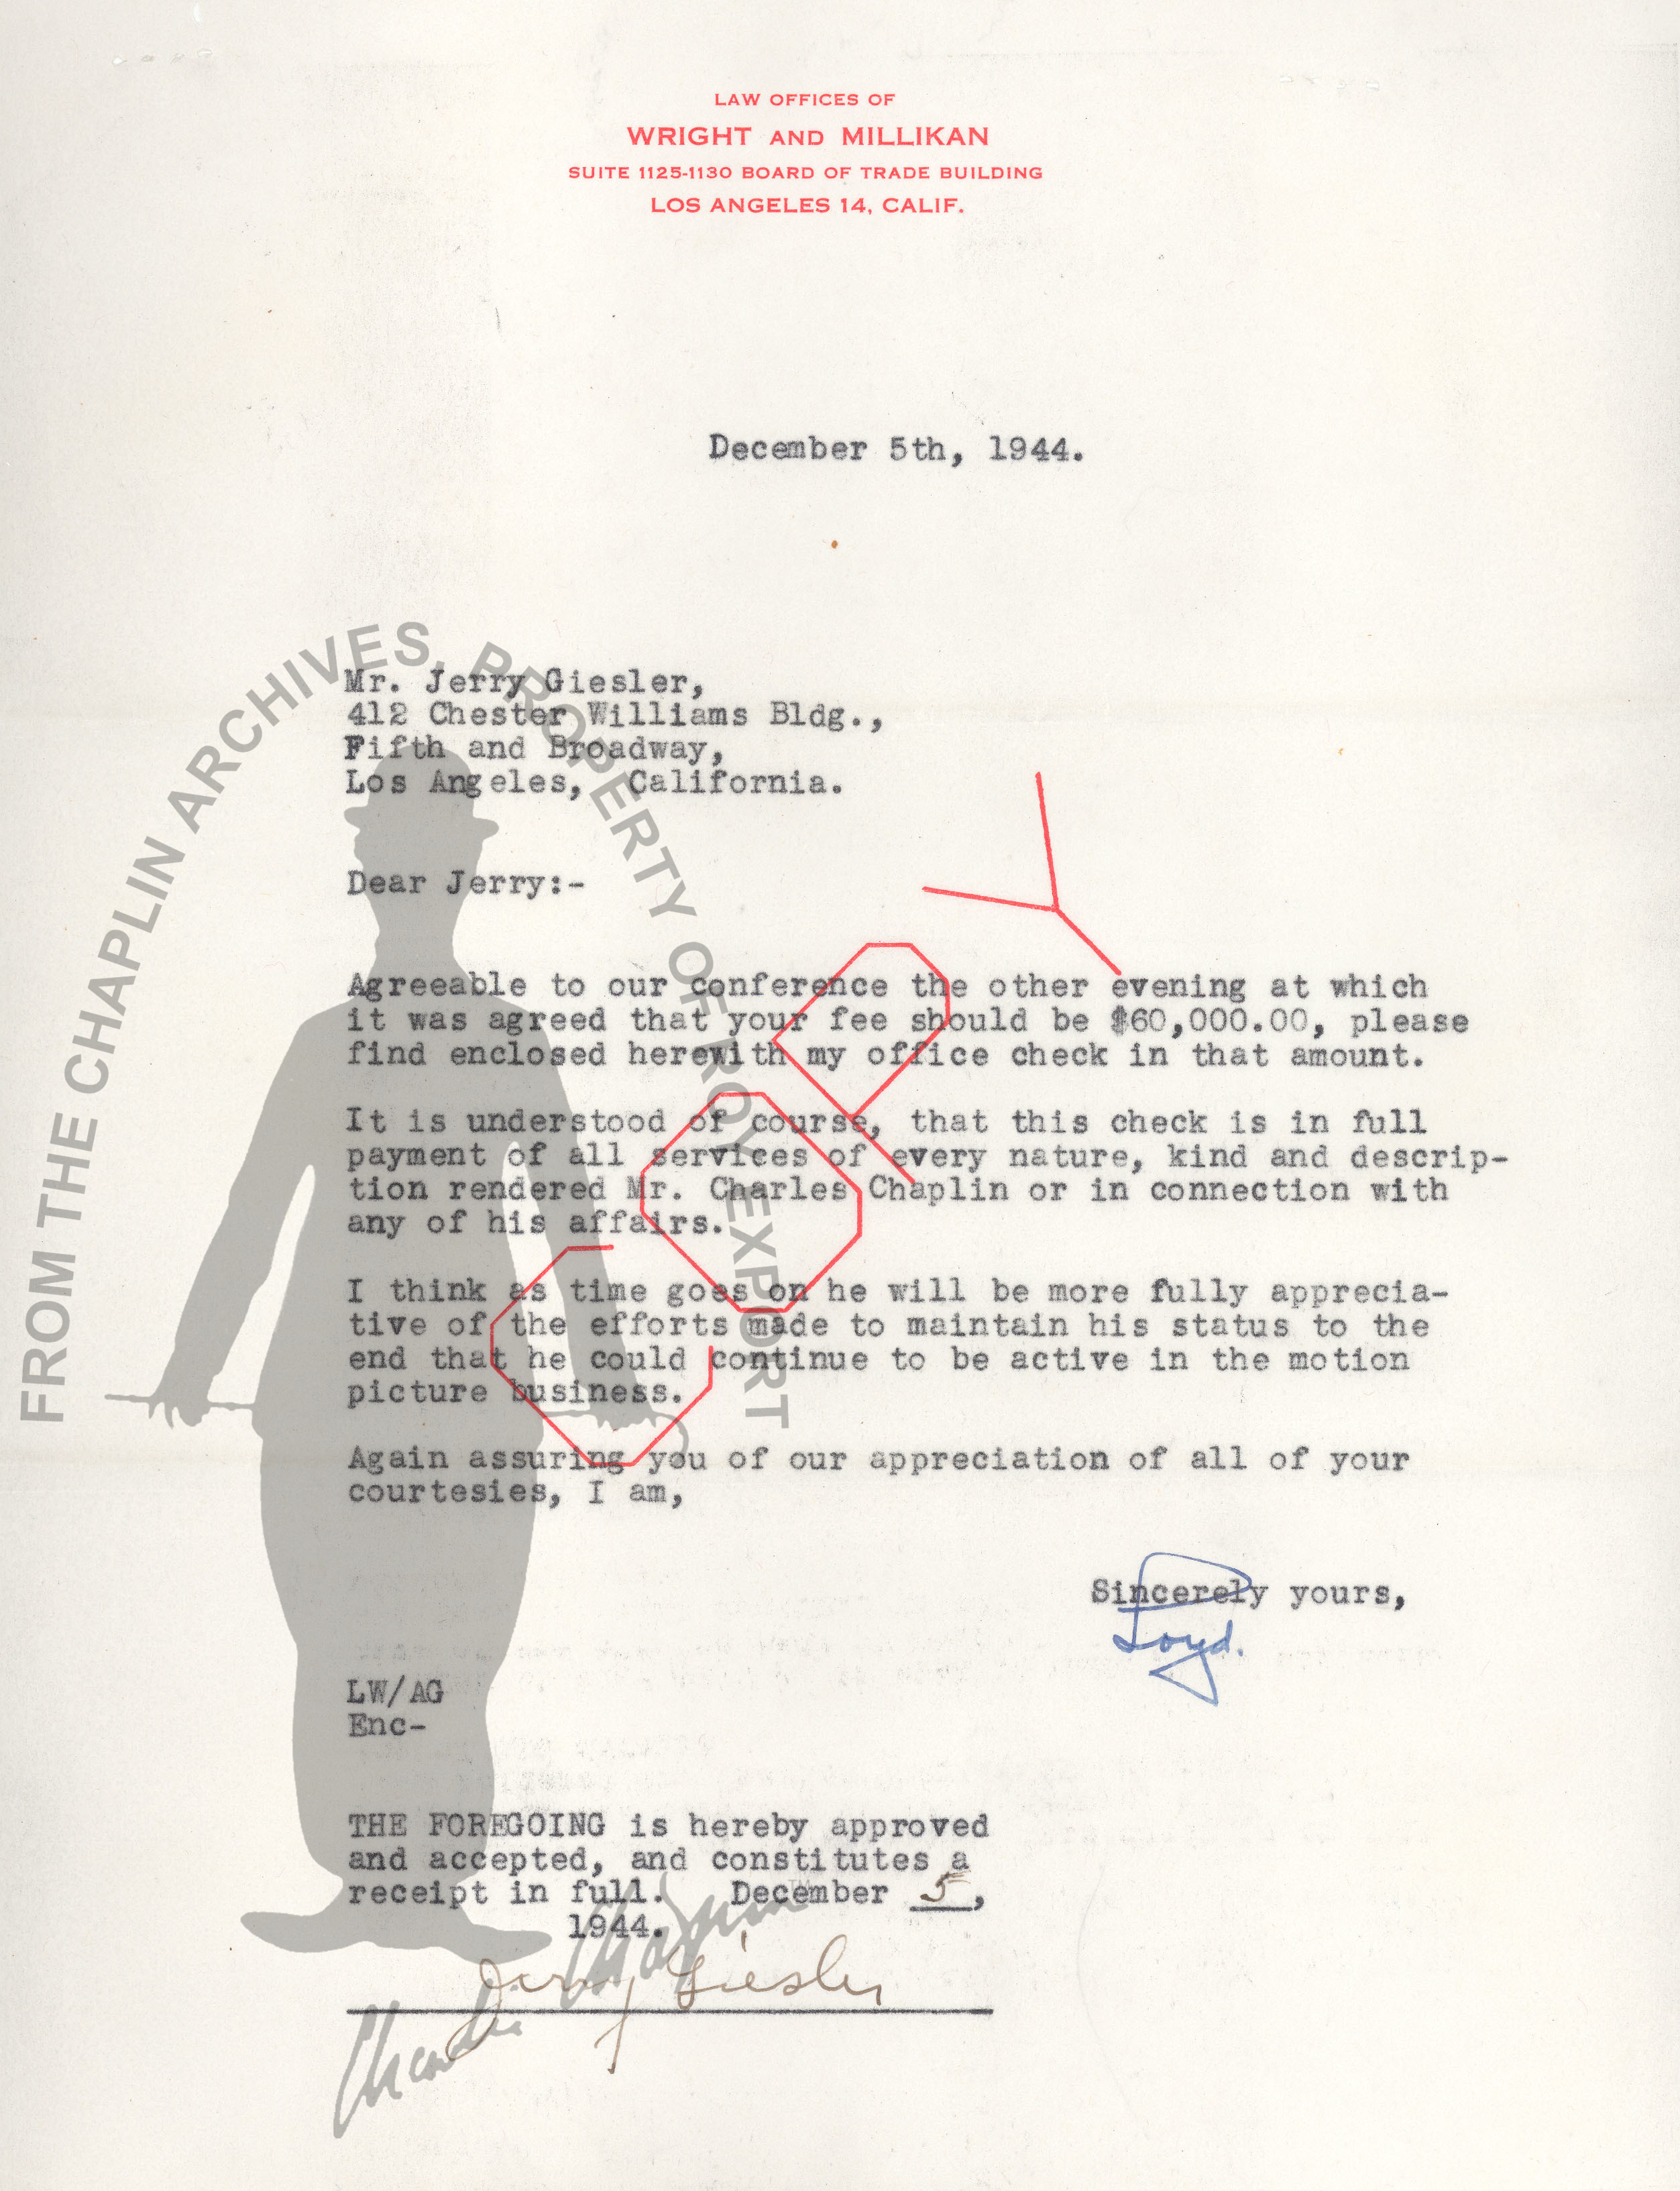 LAW OFFICES OF
WRIGHT AND MILLIKAN
SUITE 1125-1130 BOARD OF TRADE BUILDING
LOS ANGELES 14, CALIF.
December 5th, 1944.
Mr. Jerry Giesler,
412 Chester Williams Bldg.,
Fifth and Broadway,
Los Angeles, California.
Dear Jerry:-
Agreeable to our conference the other evening at which
it was agreed that your fee should be $60,000.00, please
find enclosed herewith my office check in that amount.
It is understood of course, that this check is in full
payment of all services of every nature, kind and descrip-
tion rendered Mr. Charles Chaplin or in connection with
any of his affairs.
I think as time goes on he will be more fully apprecia-
tive of the efforts made to maintain his status to the
end that he could continue to be active in the motion
picture business.
Again assuring you of our appreciation of all of your
courtesies, I am,
Sincerely yours,
Loyd.
LW/AG
Enc-
THE FOREGOING is hereby approved
and accepted, and constitutes a
receipt in full. December 5,
1944.
Jerry Giesler
COPY
FROM THE CHAPLIN ARCHIVES, PROPERTY OF ROY EXPORT
Charlie Chaplin TM